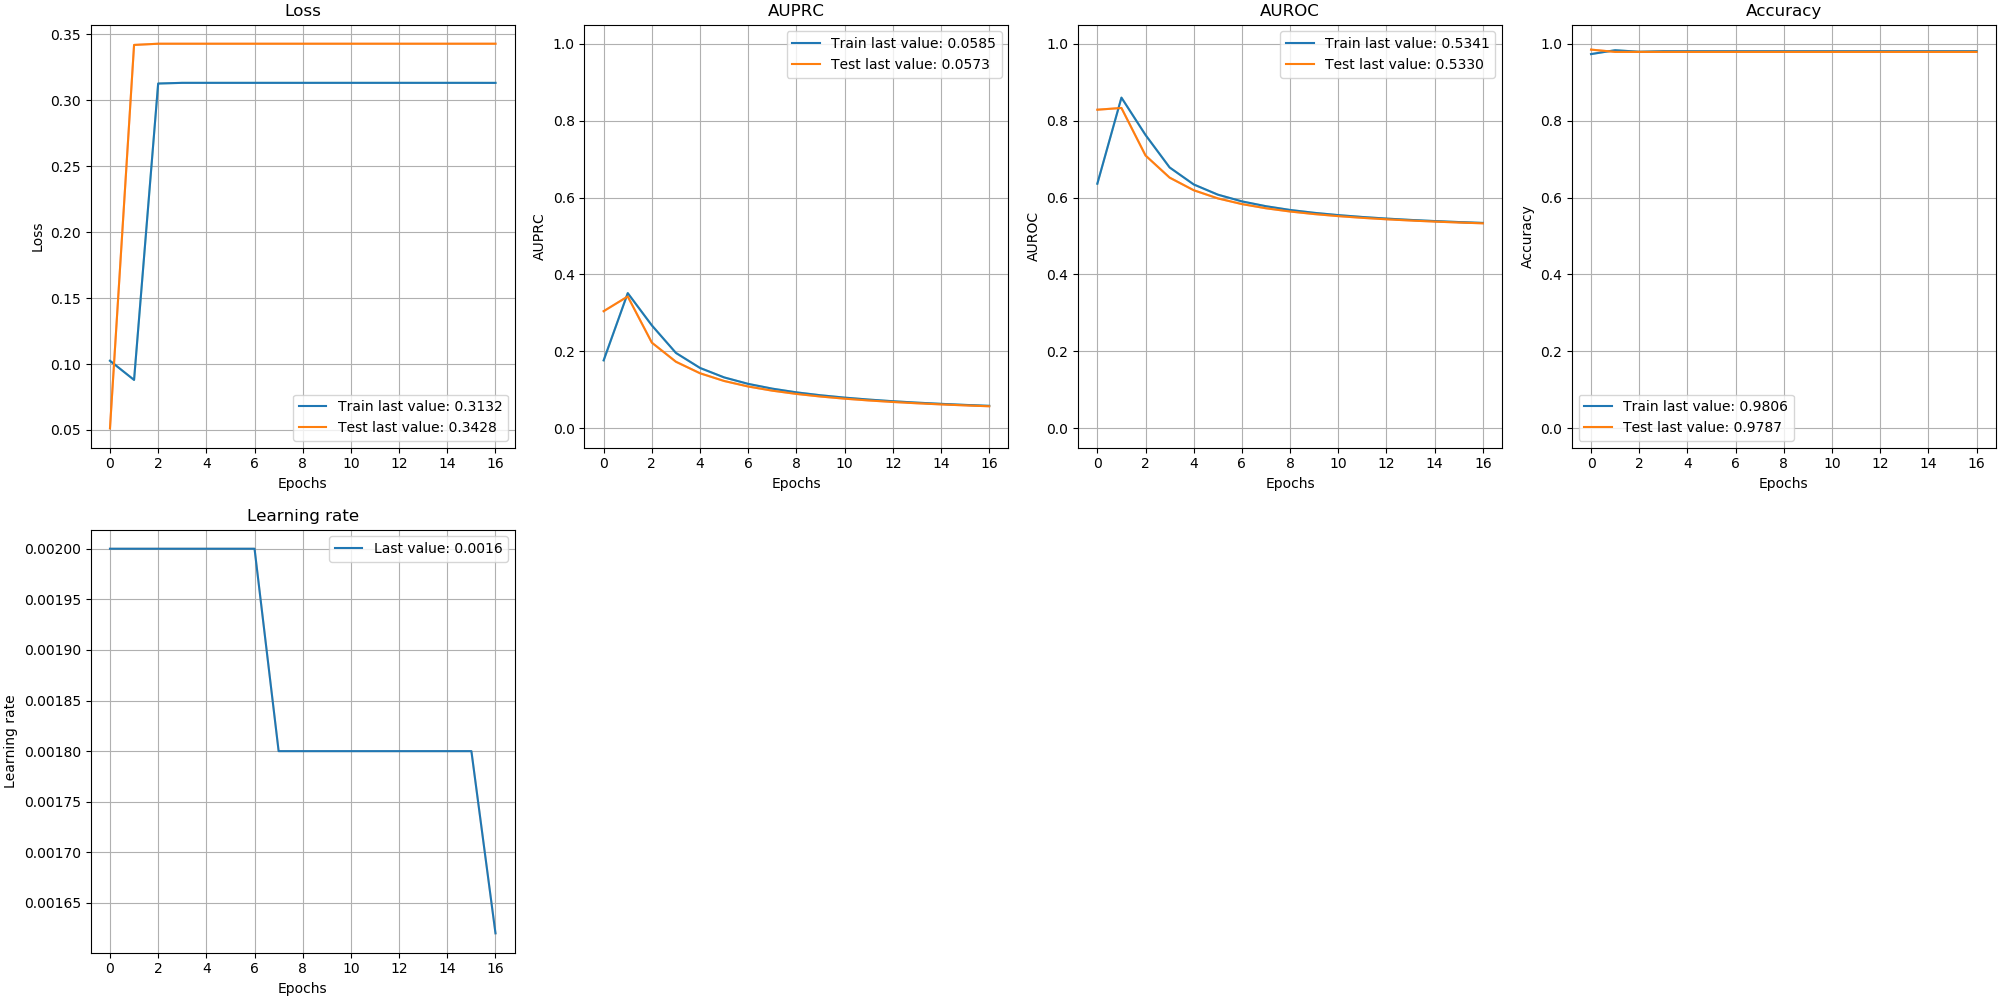 Loss
0.35
0.30
0.25
0.20
0.15
0.10
0.05
Loss
Train last value: 0.3132
Test last value: 0.3428
0 2 4 6 8 10 12 14 16
Epochs
AUPRC
1.0
0.8
0.6
0.4
0.2
0.0
AUPRC
Train last value: 0.0585
Test last value: 0.0573
0 2 4 6 8 10 12 14 16
Epochs
AUROC
1.0
0.8
0.6
0.4
0.2
0.0
AUROC
Train last value: 0.5341
Test last value: 0.5330
0 2 4 6 8 10 12 14 16
Epochs
Accuracy
1.0
0.8
0.6
0.4
0.2
0.0
Accuracy
Train last value: 0.9806
Test last value: 0.9787
0 2 4 6 8 10 12 14 16
Epochs
Learning rate
0.00200
0.00195
0.00190
0.00185
0.00180
0.00175
0.00170
0.00165
Learning rate
Last value: 0.0016
0 2 4 6 8 10 12 14 16
Epochs